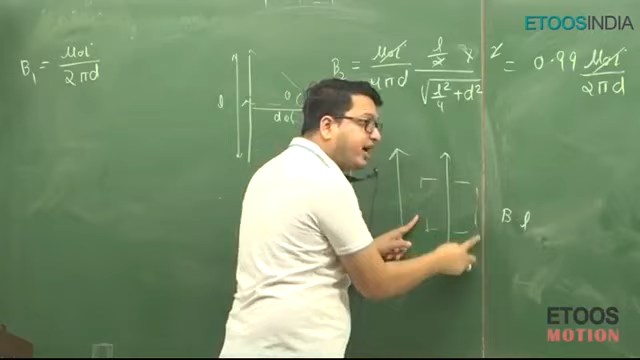 ETOOSINDIA
B₁ = μ₀i / 2πd
B₂ = μ₀i / 4πd · (l/2 × 2) / √(l²/4 + d²) = 0.99 μ₀i / 2πd
l
d
B l
ETOOS
MOTION